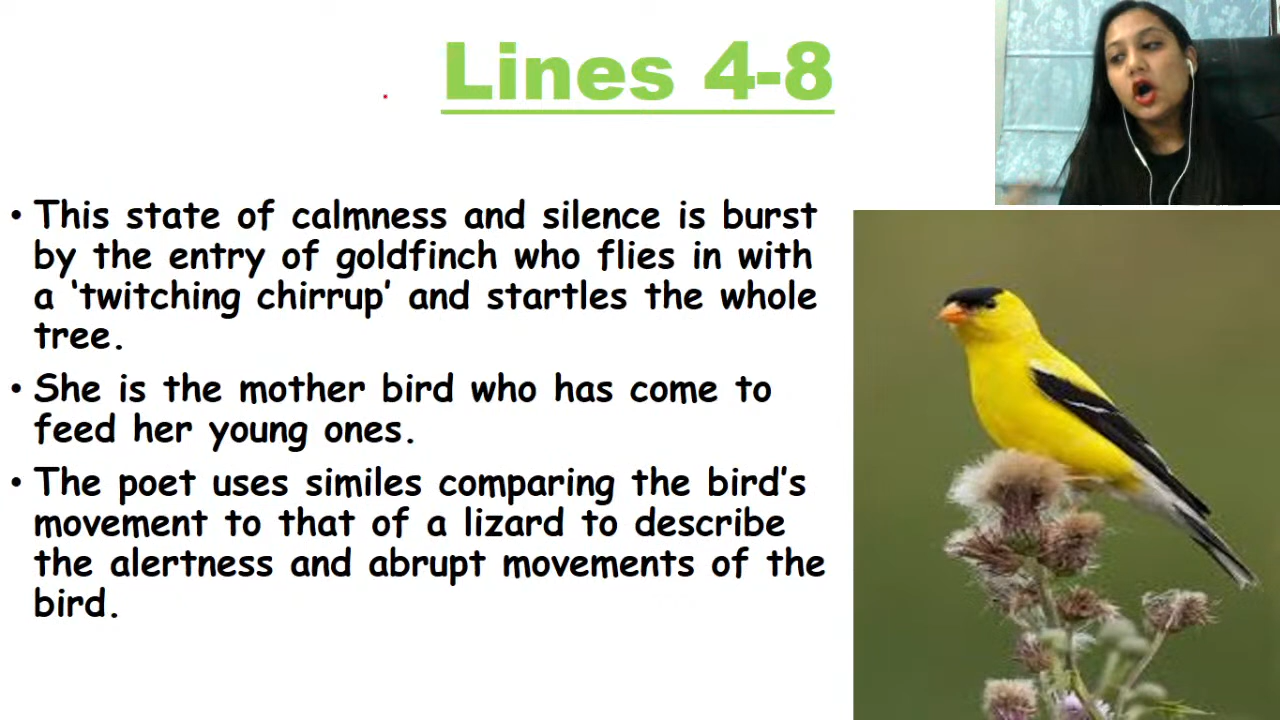 Lines 4-8
• This state of calmness and silence is burst
by the entry of goldfinch who flies in with
a ‘twitching chirrup’ and startles the whole
tree.
• She is the mother bird who has come to
feed her young ones.
• The poet uses similes comparing the bird’s
movement to that of a lizard to describe
the alertness and abrupt movements of the
bird.